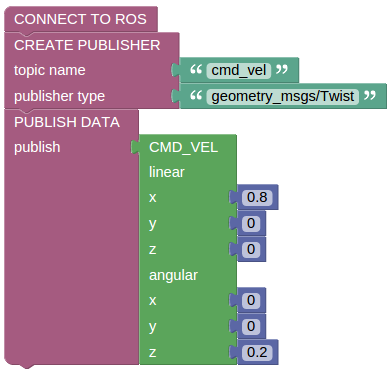 CONNECT TO ROS
CREATE PUBLISHER
topic name “ cmd_vel ”
publisher type “ geometry_msgs/Twist ”
PUBLISH DATA
publish CMD_VEL
linear
x 0.8
y 0
z 0
angular
x 0
y 0
z 0.2